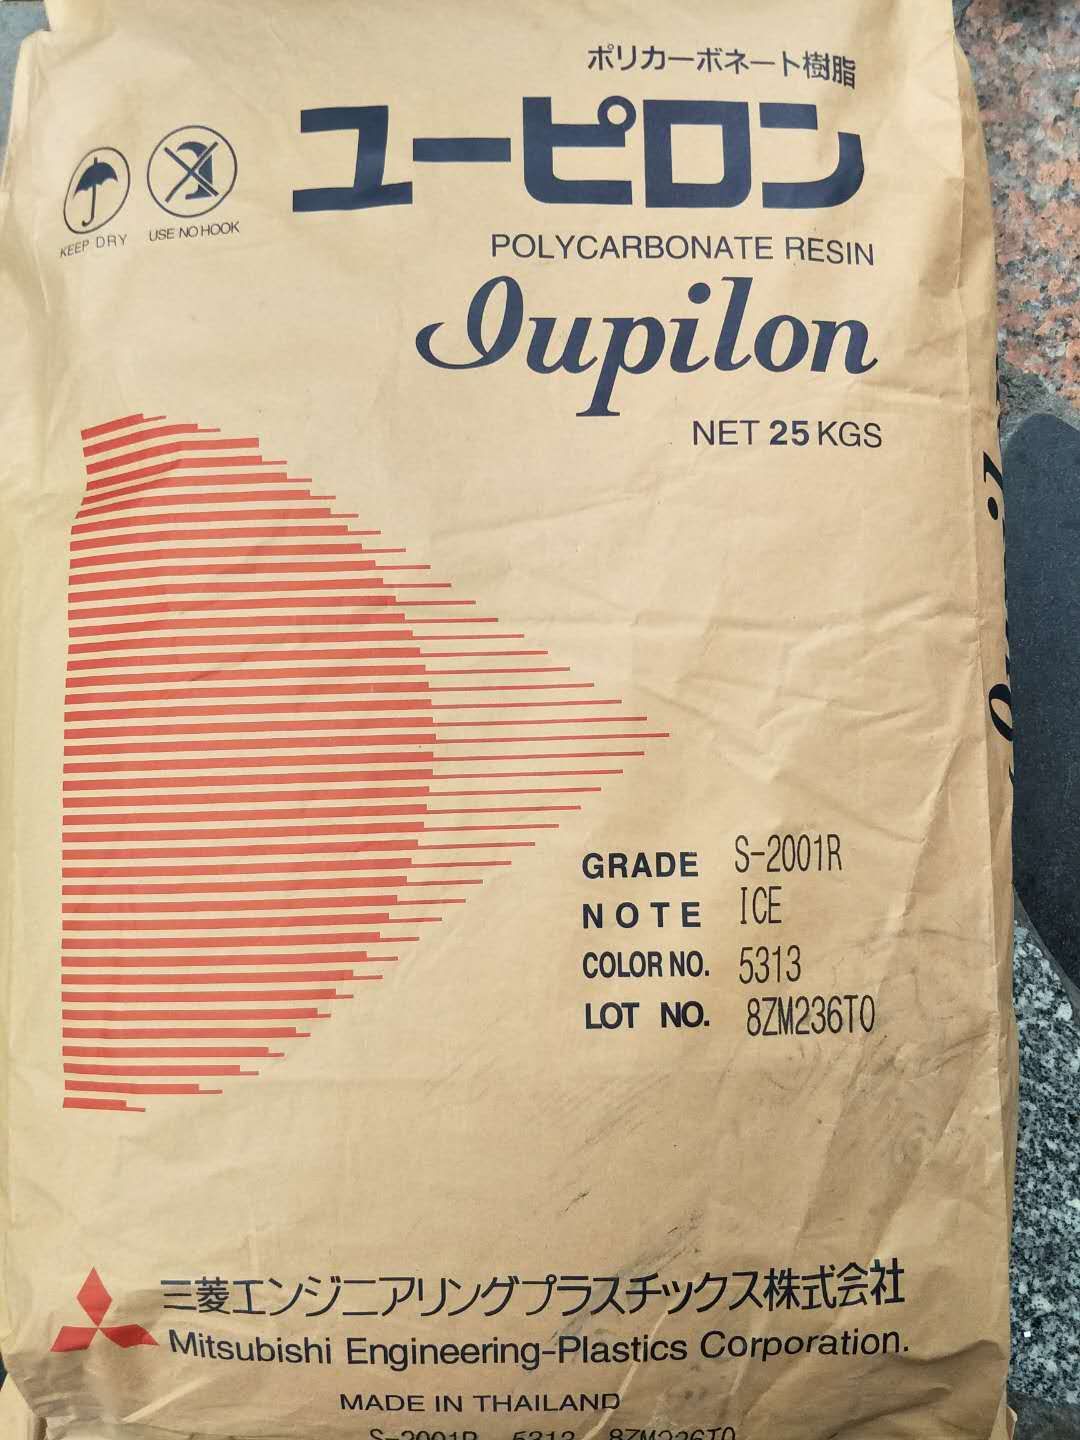 ポリカーボネート樹脂
ユーピロン
KEEP DRY
USE NO HOOK
POLYCARBONATE RESIN
Iupilon
NET 25 KGS
GRADE S-2001R
NOTE ICE
COLOR NO. 5313
LOT NO. 8ZM236T0
三菱エンジニアリングプラスチックス株式会社
Mitsubishi Engineering-Plastics Corporation.
MADE IN THAILAND
S-2001R 5313 8ZM236T0